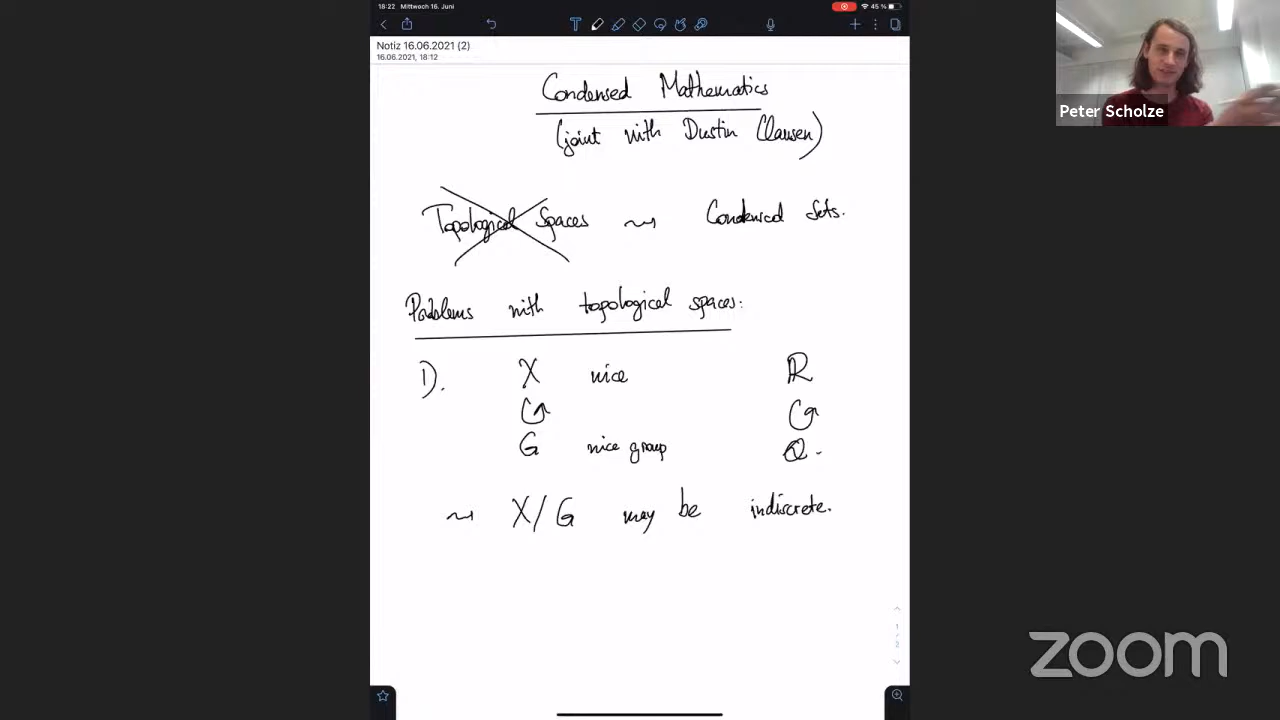 18:22 Mittwoch 16. Juni
45 %
Notiz 16.06.2021 (2)
16.06.2021, 18:12
Condensed Mathematics
(joint with Dustin Clausen)
Topological Spaces ⇝ Condensed Sets.
Problems with topological spaces:
1). X nice ℝ
↺ ↺
G nice group ℚ.
⇝ X/G may be indiscrete.
1
/
2
Peter Scholze
zoom